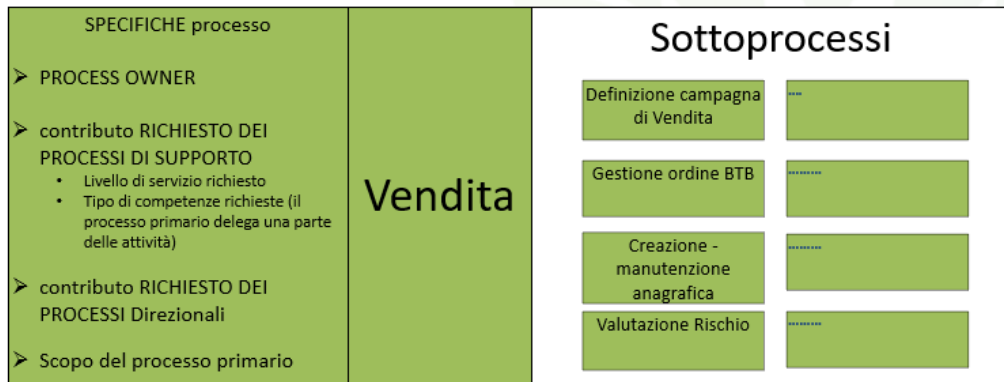 SPECIFICHE processo
➢ PROCESS OWNER
➢ contributo RICHIESTO DEI
PROCESSI DI SUPPORTO
• Livello di servizio richiesto
• Tipo di competenze richieste (il
processo primario delega una parte
delle attività)
➢ contributo RICHIESTO DEI
PROCESSI Direzionali
➢ Scopo del processo primario
Vendita
Sottoprocessi
Definizione campagna
di Vendita
....
Gestione ordine BTB
.........
Creazione -
manutenzione
anagrafica
.........
Valutazione Rischio
.........